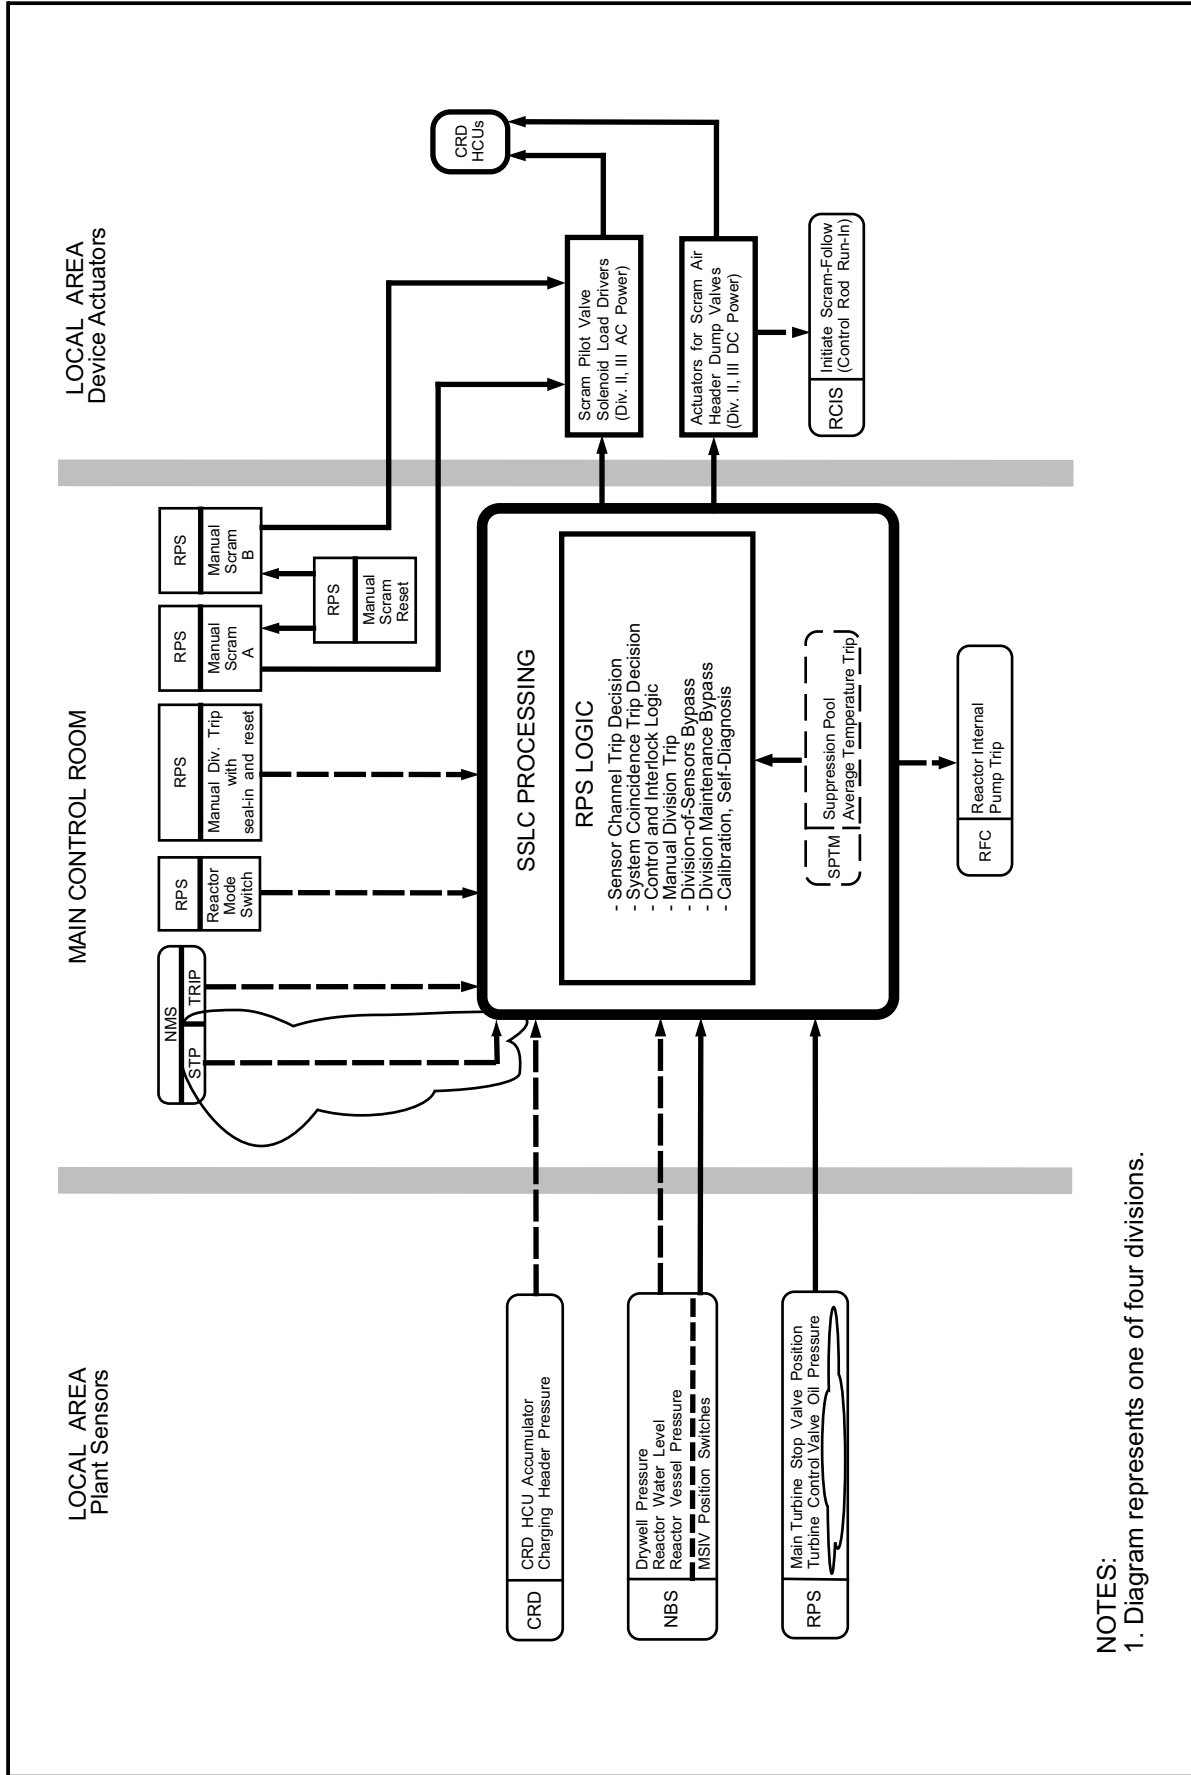 LOCAL AREA
Plant Sensors
MAIN CONTROL ROOM
LOCAL AREA
Device Actuators
CRD
CRD HCU Accumulator
Charging Header Pressure
NBS
Drywell Pressure
Reactor Water Level
Reactor Vessel Pressure
MSIV Position Switches
RPS
Main Turbine Stop Valve Position
Turbine Control Valve Oil Pressure
NMS
STP
TRIP
RPS
Reactor
Mode
Switch
RPS
Manual Div. Trip
with
seal-in and reset
RPS
Manual
Scram
A
RPS
Manual
Scram
B
RPS
Manual
Scram
Reset
SSLC PROCESSING
RPS LOGIC
- Sensor Channel Trip Decision
- System Coincidence Trip Decision
- Control and Interlock Logic
- Manual Division Trip
- Division-of-Sensors Bypass
- Division Maintenance Bypass
- Calibration, Self-Diagnosis
SPTM
Suppression Pool
Average Temperature Trip
RFC
Reactor Internal
Pump Trip
Scram Pilot Valve
Solenoid Load Drivers
(Div. II, III AC Power)
Actuators for Scram Air
Header Dump Valves
(Div. II, III DC Power)
CRD
HCUs
RCIS
Initiate Scram-Follow
(Control Rod Run-In)
NOTES:
1. Diagram represents one of four divisions.